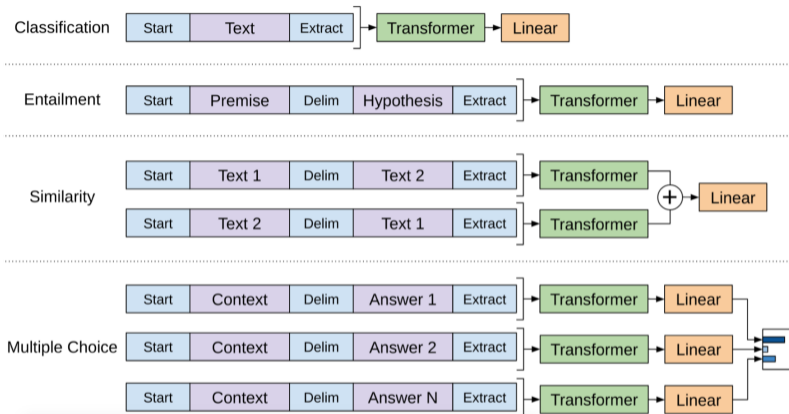 Classification Start Text Extract Transformer Linear
Entailment Start Premise Delim Hypothesis Extract Transformer Linear
Start Text 1 Delim Text 2 Extract Transformer
Similarity + Linear
Start Text 2 Delim Text 1 Extract Transformer
Start Context Delim Answer 1 Extract Transformer Linear
Multiple Choice Start Context Delim Answer 2 Extract Transformer Linear
Start Context Delim Answer N Extract Transformer Linear